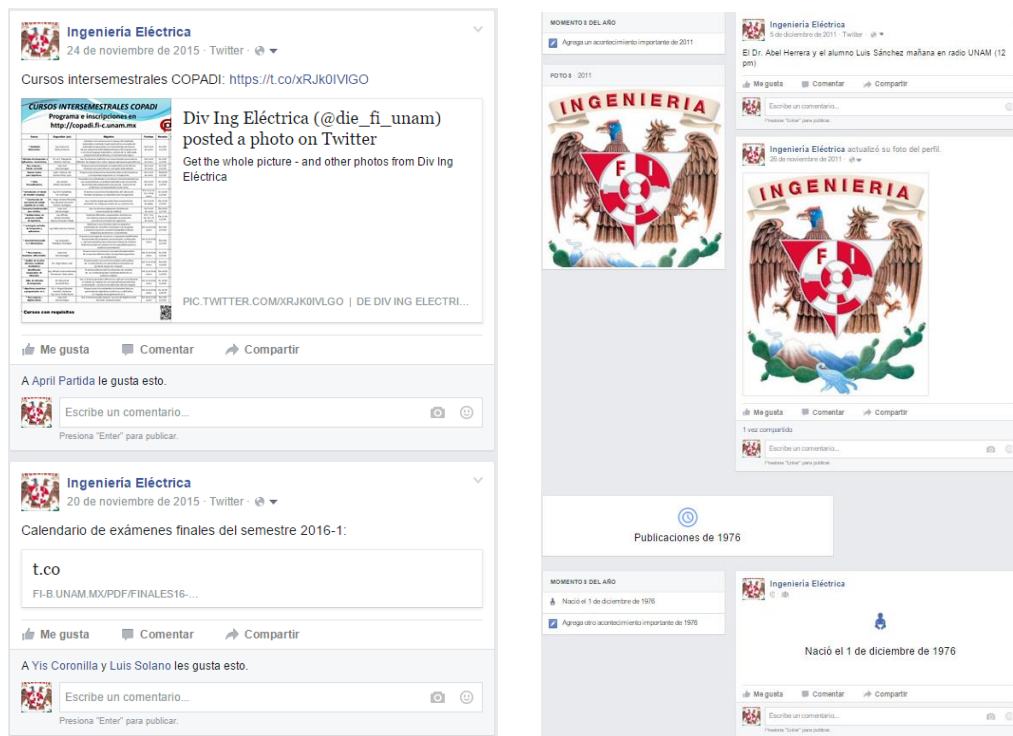 Ingeniería Eléctrica
24 de noviembre de 2015 · Twitter ·
Cursos intersemestrales COPADI: https://t.co/xRJk0IVlGO
CURSOS INTERSEMESTRALES COPADI
Programa e inscripciones en
http://copadi.fi-c.unam.mx
Cursos con requisitos
Div Ing Eléctrica (@die_fi_unam)
posted a photo on Twitter
Get the whole picture - and other photos from Div Ing
Eléctrica
PIC.TWITTER.COM/XRJK0IVLGO | DE DIV ING ELECTRI...
Me gusta Comentar Compartir
A April Partida le gusta esto.
Escribe un comentario...
Presiona "Enter" para publicar.
Ingeniería Eléctrica
20 de noviembre de 2015 · Twitter ·
Calendario de exámenes finales del semestre 2016-1:
t.co
FI-B.UNAM.MX/PDF/FINALES16-...
Me gusta Comentar Compartir
A Yis Coronilla y Luis Solano les gusta esto.
Escribe un comentario...
Presiona "Enter" para publicar.
MOMENTOS DEL AÑO
Agrega un acontecimiento importante de 2011
FOTOS · 2011
INGENIERIA
F I
Ingeniería Eléctrica
5 de diciembre de 2011 · Twitter ·
El Dr. Abel Herrera y el alumno Luis Sánchez mañana en radio UNAM (12
pm)
Me gusta Comentar Compartir
Escribe un comentario...
Presiona "Enter" para publicar.
Ingeniería Eléctrica actualizó su foto del perfil.
28 de noviembre de 2011 ·
INGENIERIA
F I
Me gusta Comentar Compartir
1 vez compartido
Escribe un comentario...
Presiona "Enter" para publicar.
Publicaciones de 1976
MOMENTOS DEL AÑO
Nació el 1 de diciembre de 1976
Agrega otro acontecimiento importante de 1976
Ingeniería Eléctrica
Nació el 1 de diciembre de 1976
Me gusta Comentar Compartir
Escribe un comentario...
Presiona "Enter" para publicar.